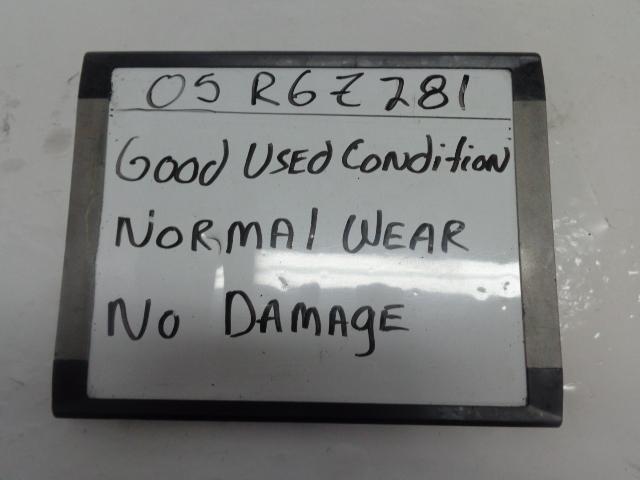 05 R6Z281
Good Used Condition
NORMAl WEAR
No DAMAgE